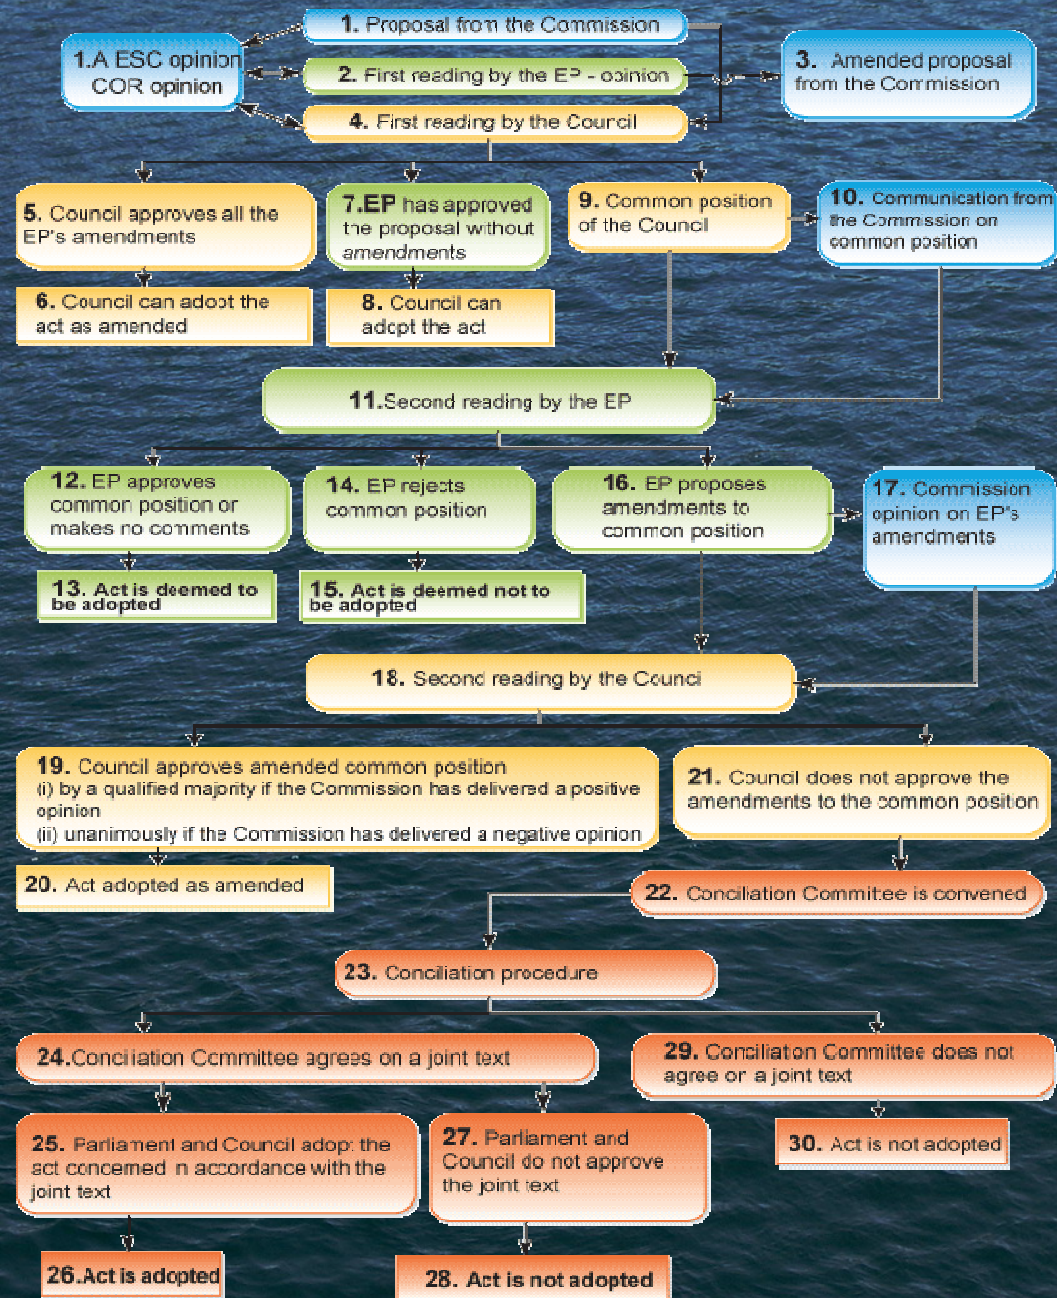 1. Proposal from the Commission
1.A ESC opinion
COR opinion
2. First reading by the EP - opinion
3. Amended proposal
from the Commission
4. First reading by the Council
5. Council approves all the
EP's amendments
7.EP has approved
the proposal without
amendments
9. Common position
of the Council
10. Communication from
the Commission on
common position
6. Council can adopt the
act as amended
8. Council can
adopt the act
11.Second reading by the EP
12. EP approves
common position or
makes no comments
14. EP rejects
common position
16. EP proposes
amendments to
common position
17. Commission
opinion on EP's
amendments
13. Act is deemed to
be adopted
15. Act is deemed not to
be adopted
18. Second reading by the Counci
19. Council approves amended common position
(i) by a qualified majority if the Commission has delivered a positive
opinion
(ii) unanimously if the Commission has delivered a negative opinion
21. Council does not approve the
amendments to the common position
20. Act adopted as amended
22. Conciliation Committee is convened
23. Conciliation procedure
24.Conciliation Committee agrees on a joint text
29. Conciliation Committee does not
agree on a joint text
25. Parliament and Council adopt the
act concerned in accordance with the
joint text
27. Parliament and
Council do not approve
the joint text
30. Act is not adopted
26.Act is adopted
28. Act is not adopted